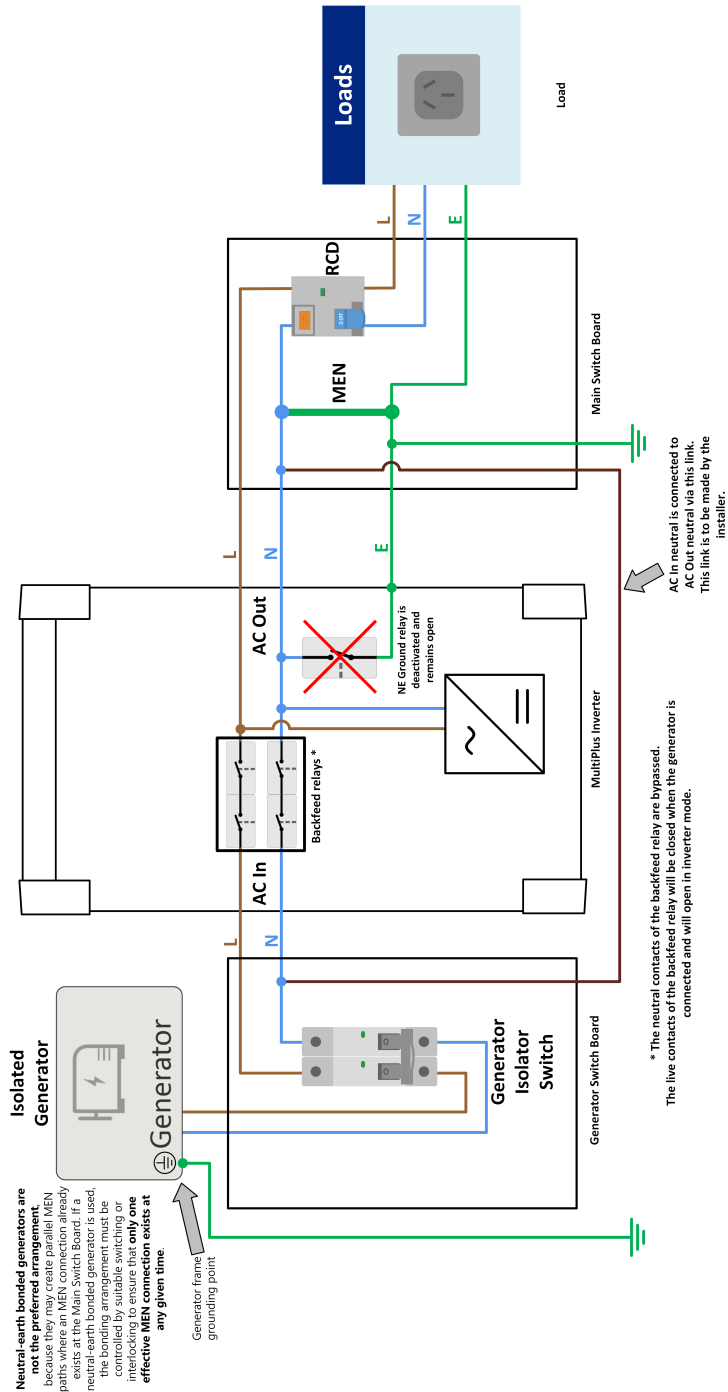 Isolated
Generator
Generator
Neutral-earth bonded generators are
not the preferred arrangement,
because they may create parallel MEN
paths where an MEN connection already
exists at the Main Switch Board. If a
neutral-earth bonded generator is used,
the bonding arrangement must be
controlled by suitable switching or
interlocking to ensure that only one
effective MEN connection exists at
any given time.
Generator frame
grounding point
L
N
Generator
Isolator
Switch
Generator Switch Board
AC In
Backfeed relays *
AC Out
NE Ground relay is
deactivated and
remains open
MultiPlus Inverter
L
N
E
MEN
RCD
Main Switch Board
L
N
E
Loads
Load
AC In neutral is connected to
AC Out neutral via this link.
This link is to be made by the
installer.
* The neutral contacts of the backfeed relay are bypassed.
The live contacts of the backfeed relay will be closed when the generator is
connected and will open in inverter mode.